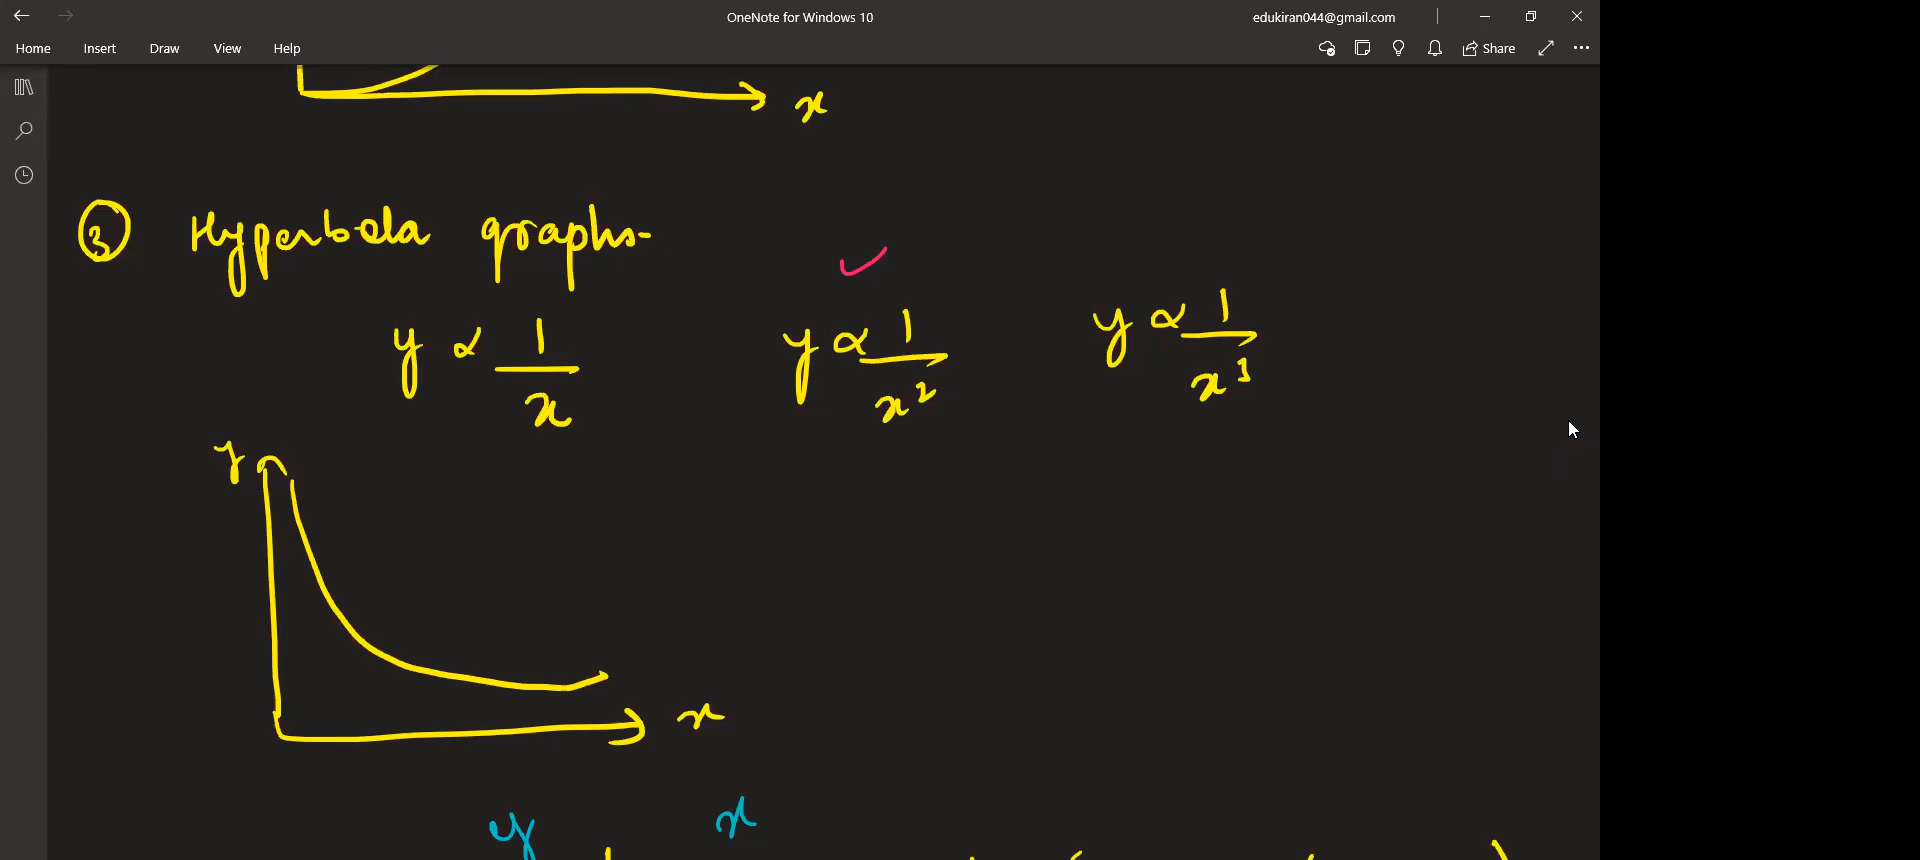 OneNote for Windows 10
edukiran044@gmail.com
Home Insert Draw View Help
Share
x
3 Hyperbola graphs-
y ∝ 1/x y ∝ 1/x² y ∝ 1/x³
y
x
y x